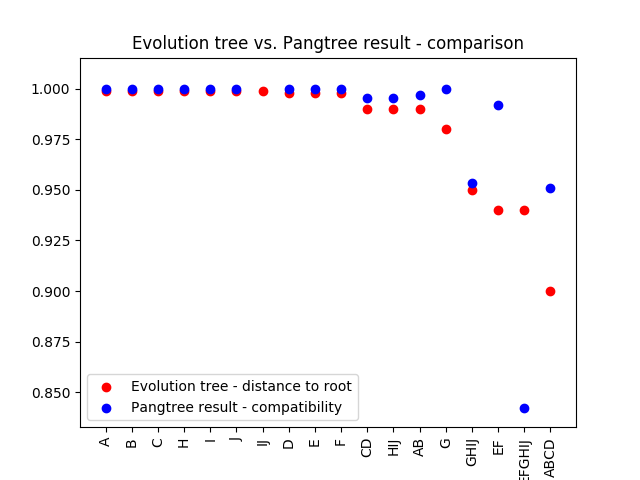 Evolution tree vs. Pangtree result - comparison
1.000
0.975
0.950
0.925
0.900
0.875
0.850
Evolution tree - distance to root
Pangtree result - compatibility
A
B
C
H
I
J
IJ
D
E
F
CD
HIJ
AB
G
GHIJ
EF
EFGHIJ
ABCD